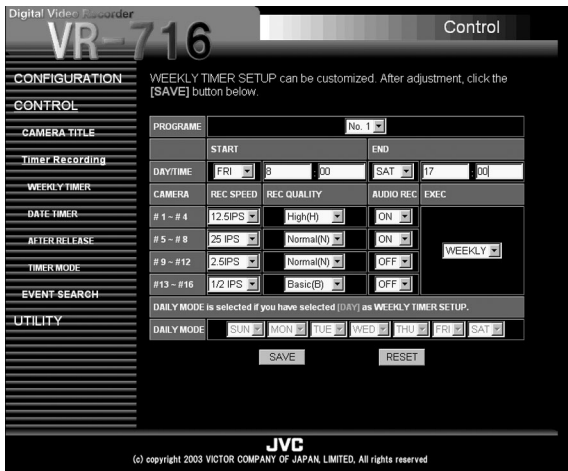 Digital Video Recorder
VR-716
Control
CONFIGURATION
CONTROL
CAMERA TITLE
Timer Recording
WEEKLY TIMER
DATE TIMER
AFTER RELEASE
TIMER MODE
EVENT SEARCH
UTILITY
WEEKLY TIMER SETUP can be customized. After adjustment, click the
[SAVE] button below.
PROGRAME No. 1
START END
DAY/TIME FRI 8 : 00 SAT 17 : 00
CAMERA REC SPEED REC QUALITY AUDIO REC EXEC
# 1 ~ # 4 12.5IPS High(H) ON
# 5 ~ # 8 25 IPS Normal(N) ON
WEEKLY
# 9 ~ #12 2.5IPS Normal(N) OFF
#13 ~ #16 1/2 IPS Basic(B) OFF
DAILY MODE is selected if you have selected [DAY] as WEEKLY TIMER SETUP.
DAILY MODE SUN MON TUE WED THU FRI SAT
SAVE RESET
JVC
(c) copyright 2003 VICTOR COMPANY OF JAPAN, LIMITED, All rights reserved